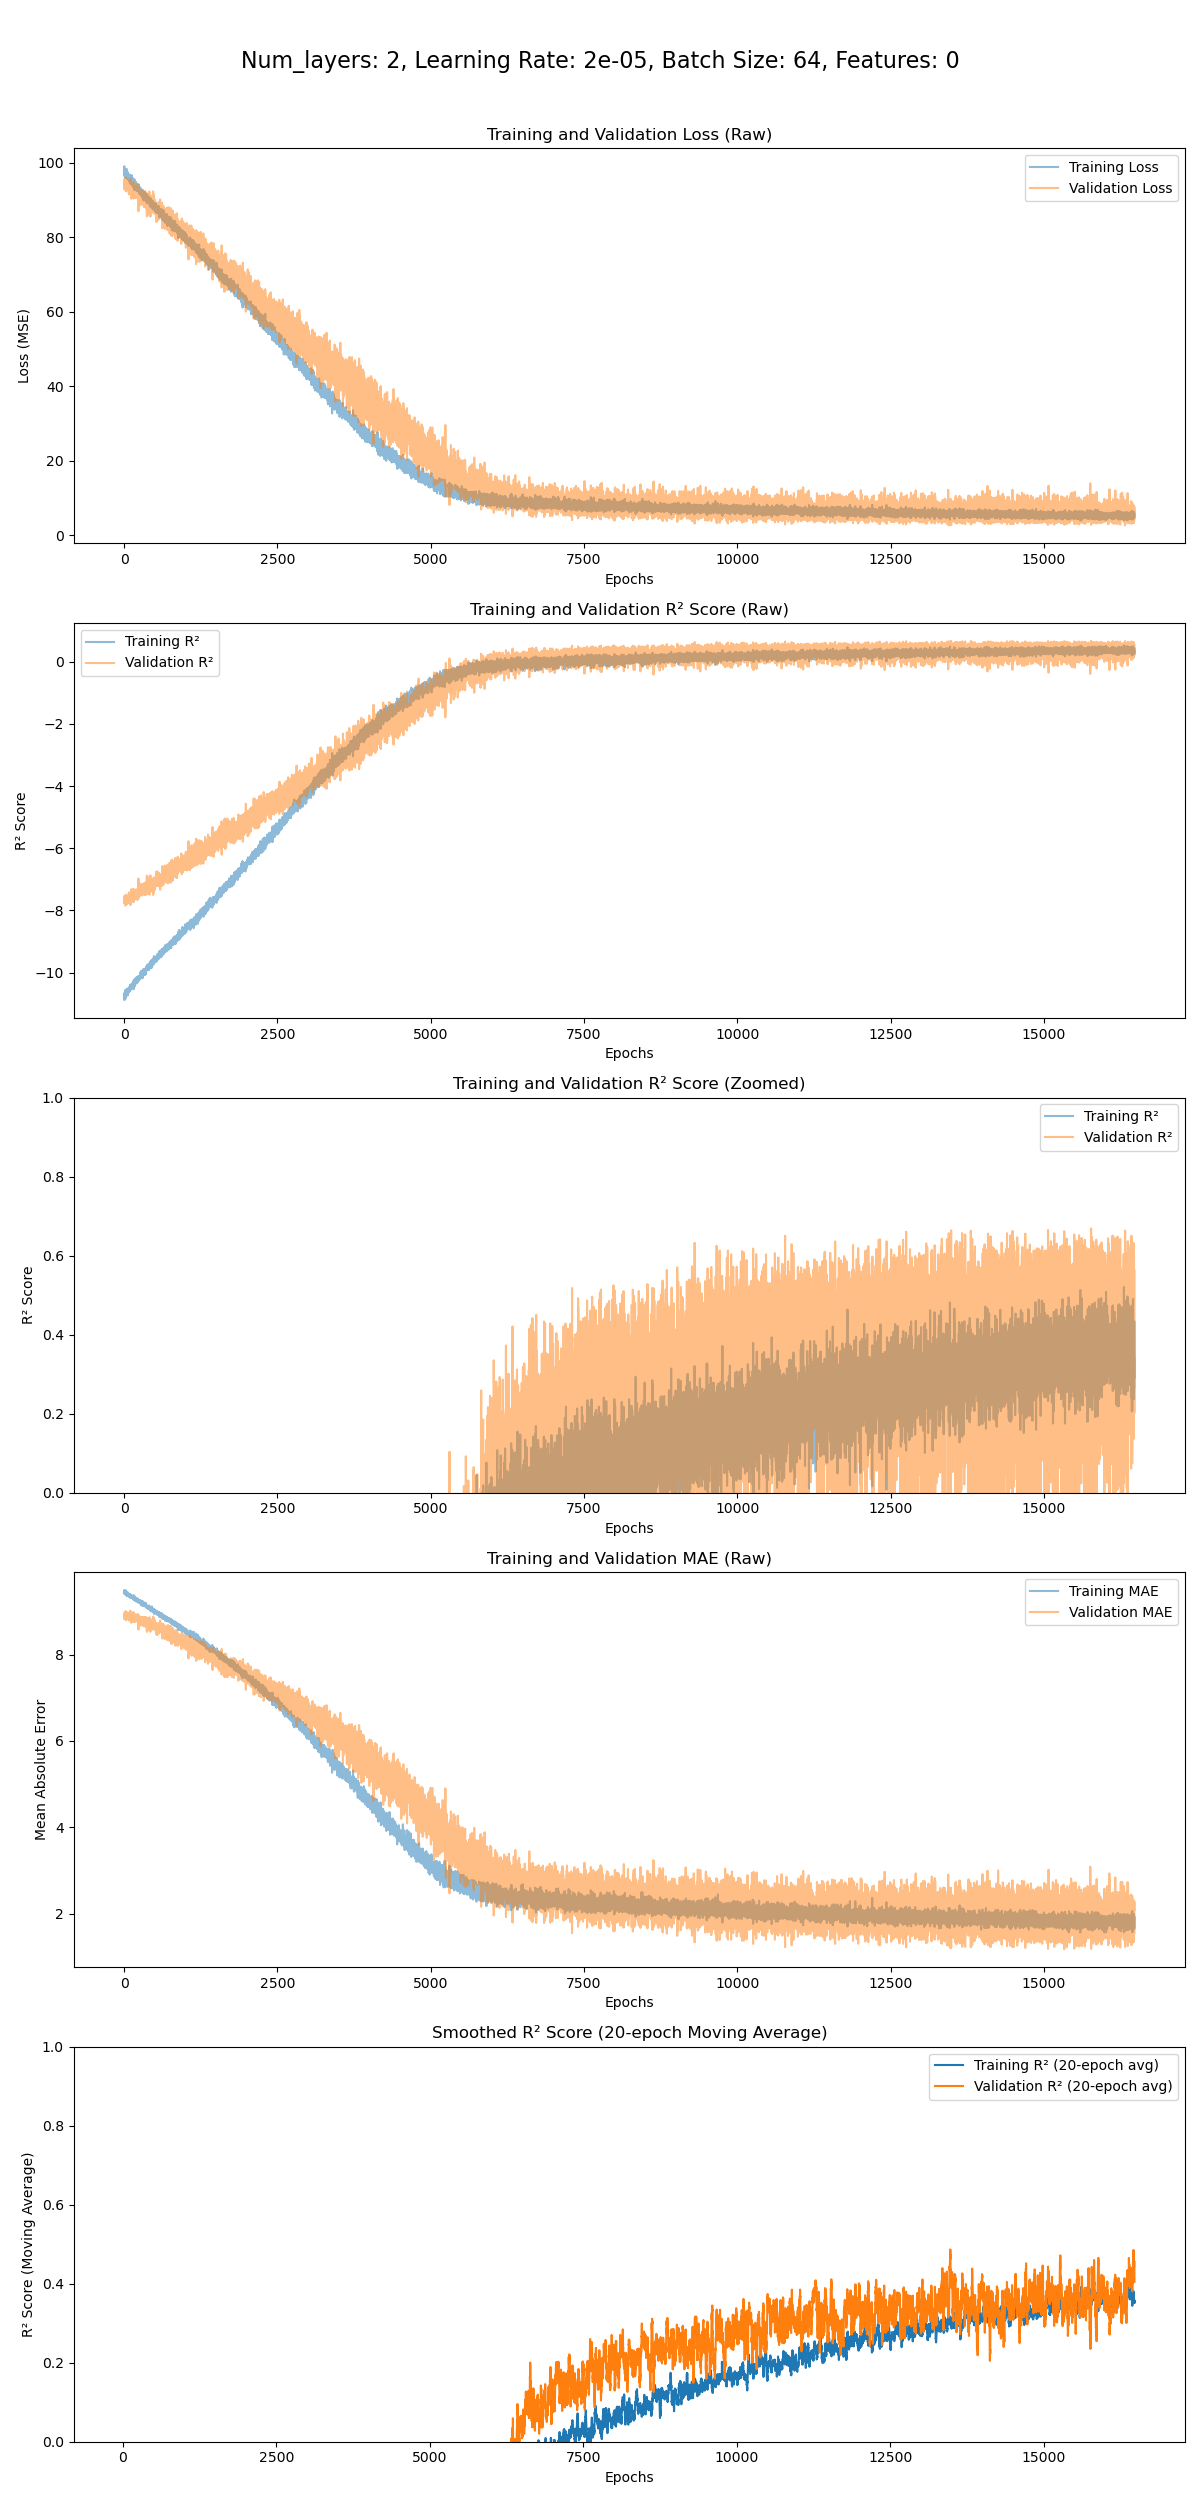 Num_layers: 2, Learning Rate: 2e-05, Batch Size: 64, Features: 0
Training and Validation Loss (Raw)
Training Loss
Validation Loss
100
80
60
40
20
0
Loss (MSE)
0 2500 5000 7500 10000 12500 15000
Epochs
Training and Validation R² Score (Raw)
Training R²
Validation R²
0
−2
−4
−6
−8
−10
R² Score
0 2500 5000 7500 10000 12500 15000
Epochs
Training and Validation R² Score (Zoomed)
Training R²
Validation R²
1.0
0.8
0.6
0.4
0.2
0.0
R² Score
0 2500 5000 7500 10000 12500 15000
Epochs
Training and Validation MAE (Raw)
Training MAE
Validation MAE
8
6
4
2
Mean Absolute Error
0 2500 5000 7500 10000 12500 15000
Epochs
Smoothed R² Score (20-epoch Moving Average)
Training R² (20-epoch avg)
Validation R² (20-epoch avg)
1.0
0.8
0.6
0.4
0.2
0.0
R² Score (Moving Average)
0 2500 5000 7500 10000 12500 15000
Epochs